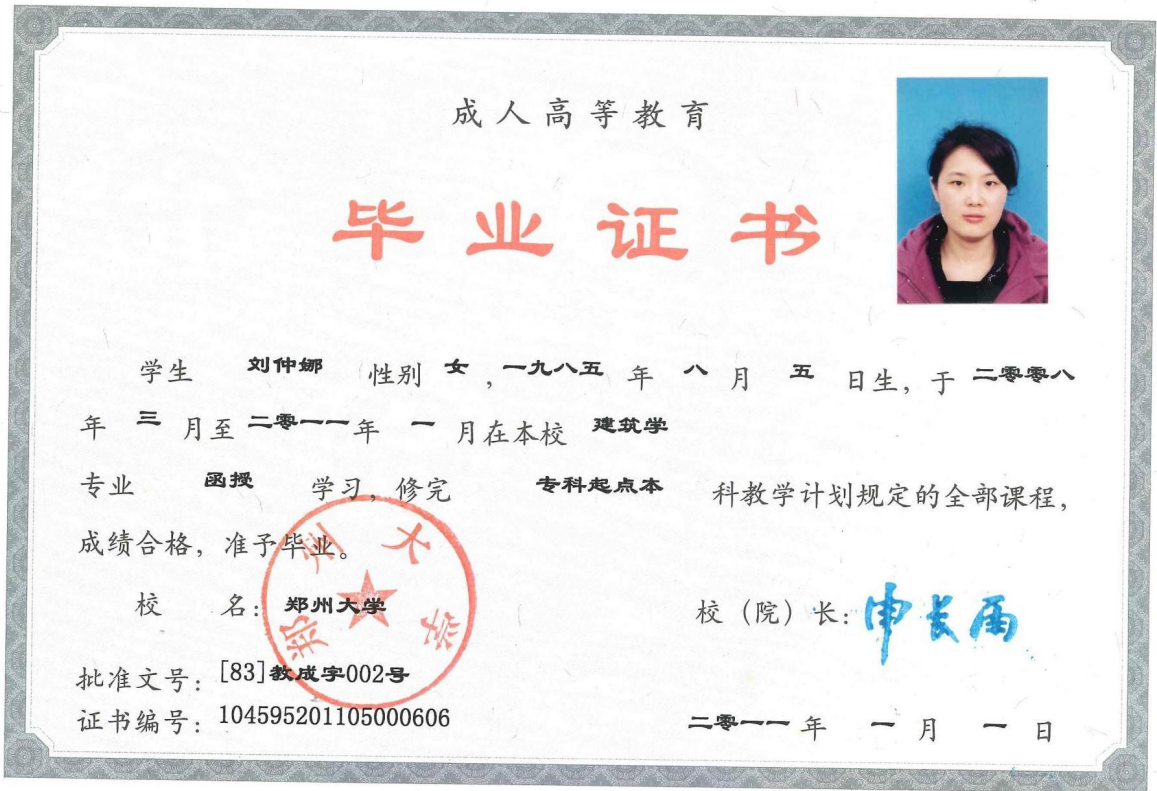 成人高等教育
毕业证书
学生 刘仲娜 性别 女，一九八五 年 八 月 五 日生，于 二零零八
年 三 月至 二零一一 年 一 月在本校 建筑学
专业 函授 学习，修完 专科起点本 科教学计划规定的全部课程，
成绩合格，准予毕业。
校 名：郑州大学 校（院）长：申长雨
郑州大学
批准文号：[83]教成字002号
证书编号：104595201105000606 二零一一 年 一 月 一 日